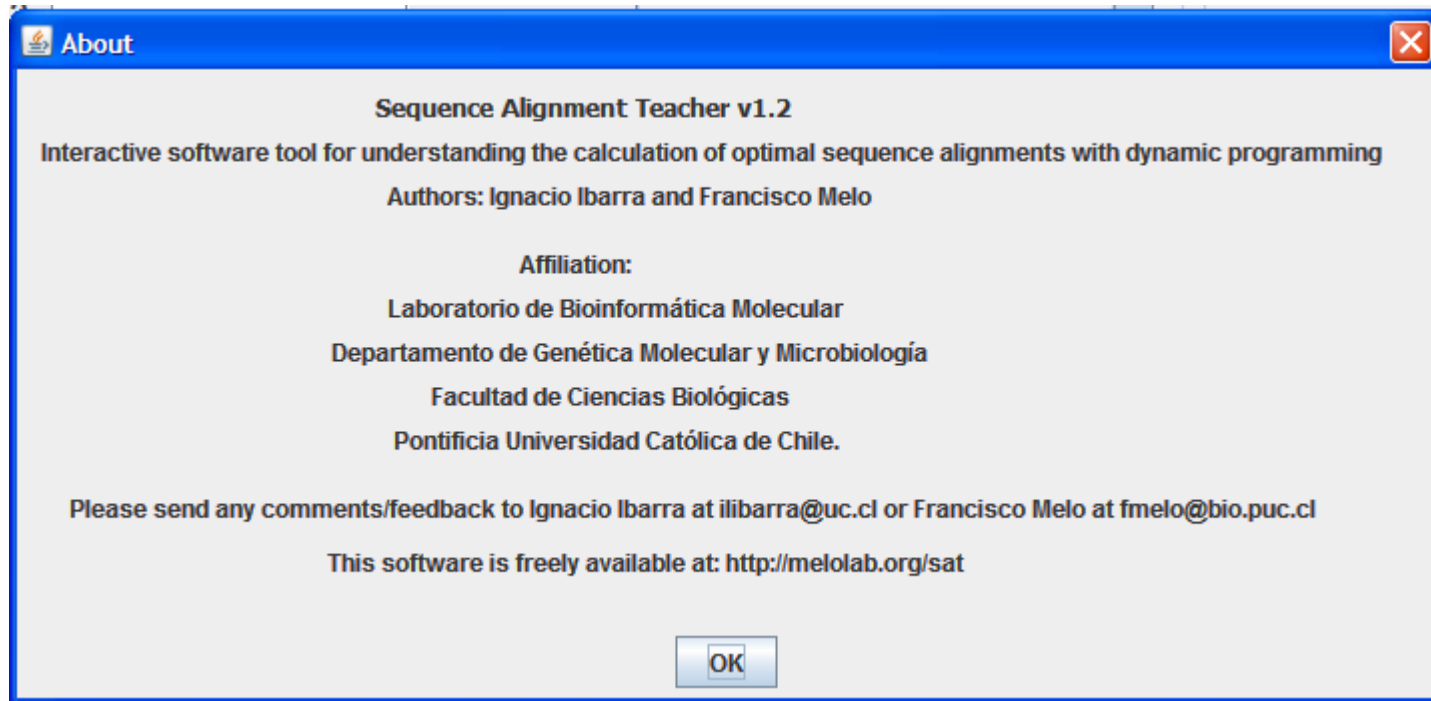 About
Sequence Alignment Teacher v1.2
Interactive software tool for understanding the calculation of optimal sequence alignments with dynamic programming
Authors: Ignacio Ibarra and Francisco Melo
Affiliation:
Laboratorio de Bioinformática Molecular
Departamento de Genética Molecular y Microbiología
Facultad de Ciencias Biológicas
Pontificia Universidad Católica de Chile.
Please send any comments/feedback to Ignacio Ibarra at ilibarra@uc.cl or Francisco Melo at fmelo@bio.puc.cl
This software is freely available at: http://melolab.org/sat
OK